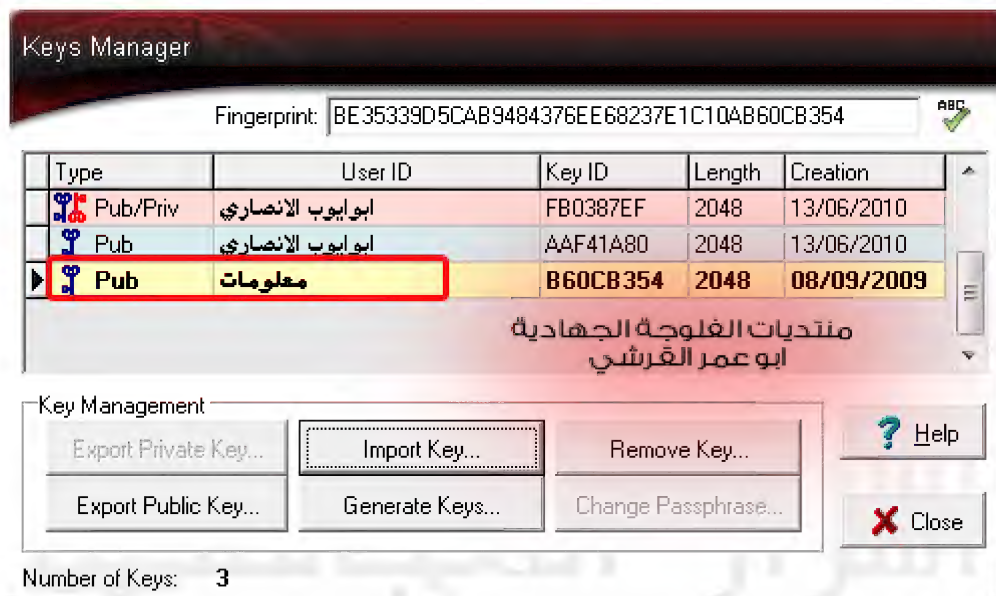 Keys Manager
Fingerprint: BE35339D5CAB9484376EE68237E1C10AB60CB354
ABC
Type User ID Key ID Length Creation
Pub/Priv ابوايوب الانصاري FB0387EF 2048 13/06/2010
Pub ابوايوب الانصاري AAF41A80 2048 13/06/2010
Pub معلومات B60CB354 2048 08/09/2009
منتديات الفلوجة الجهادية
ابو عمر القرشي
Key Management
Export Private Key... Import Key... Remove Key... Help
Export Public Key... Generate Keys... Change Passphrase... Close
Number of Keys: 3